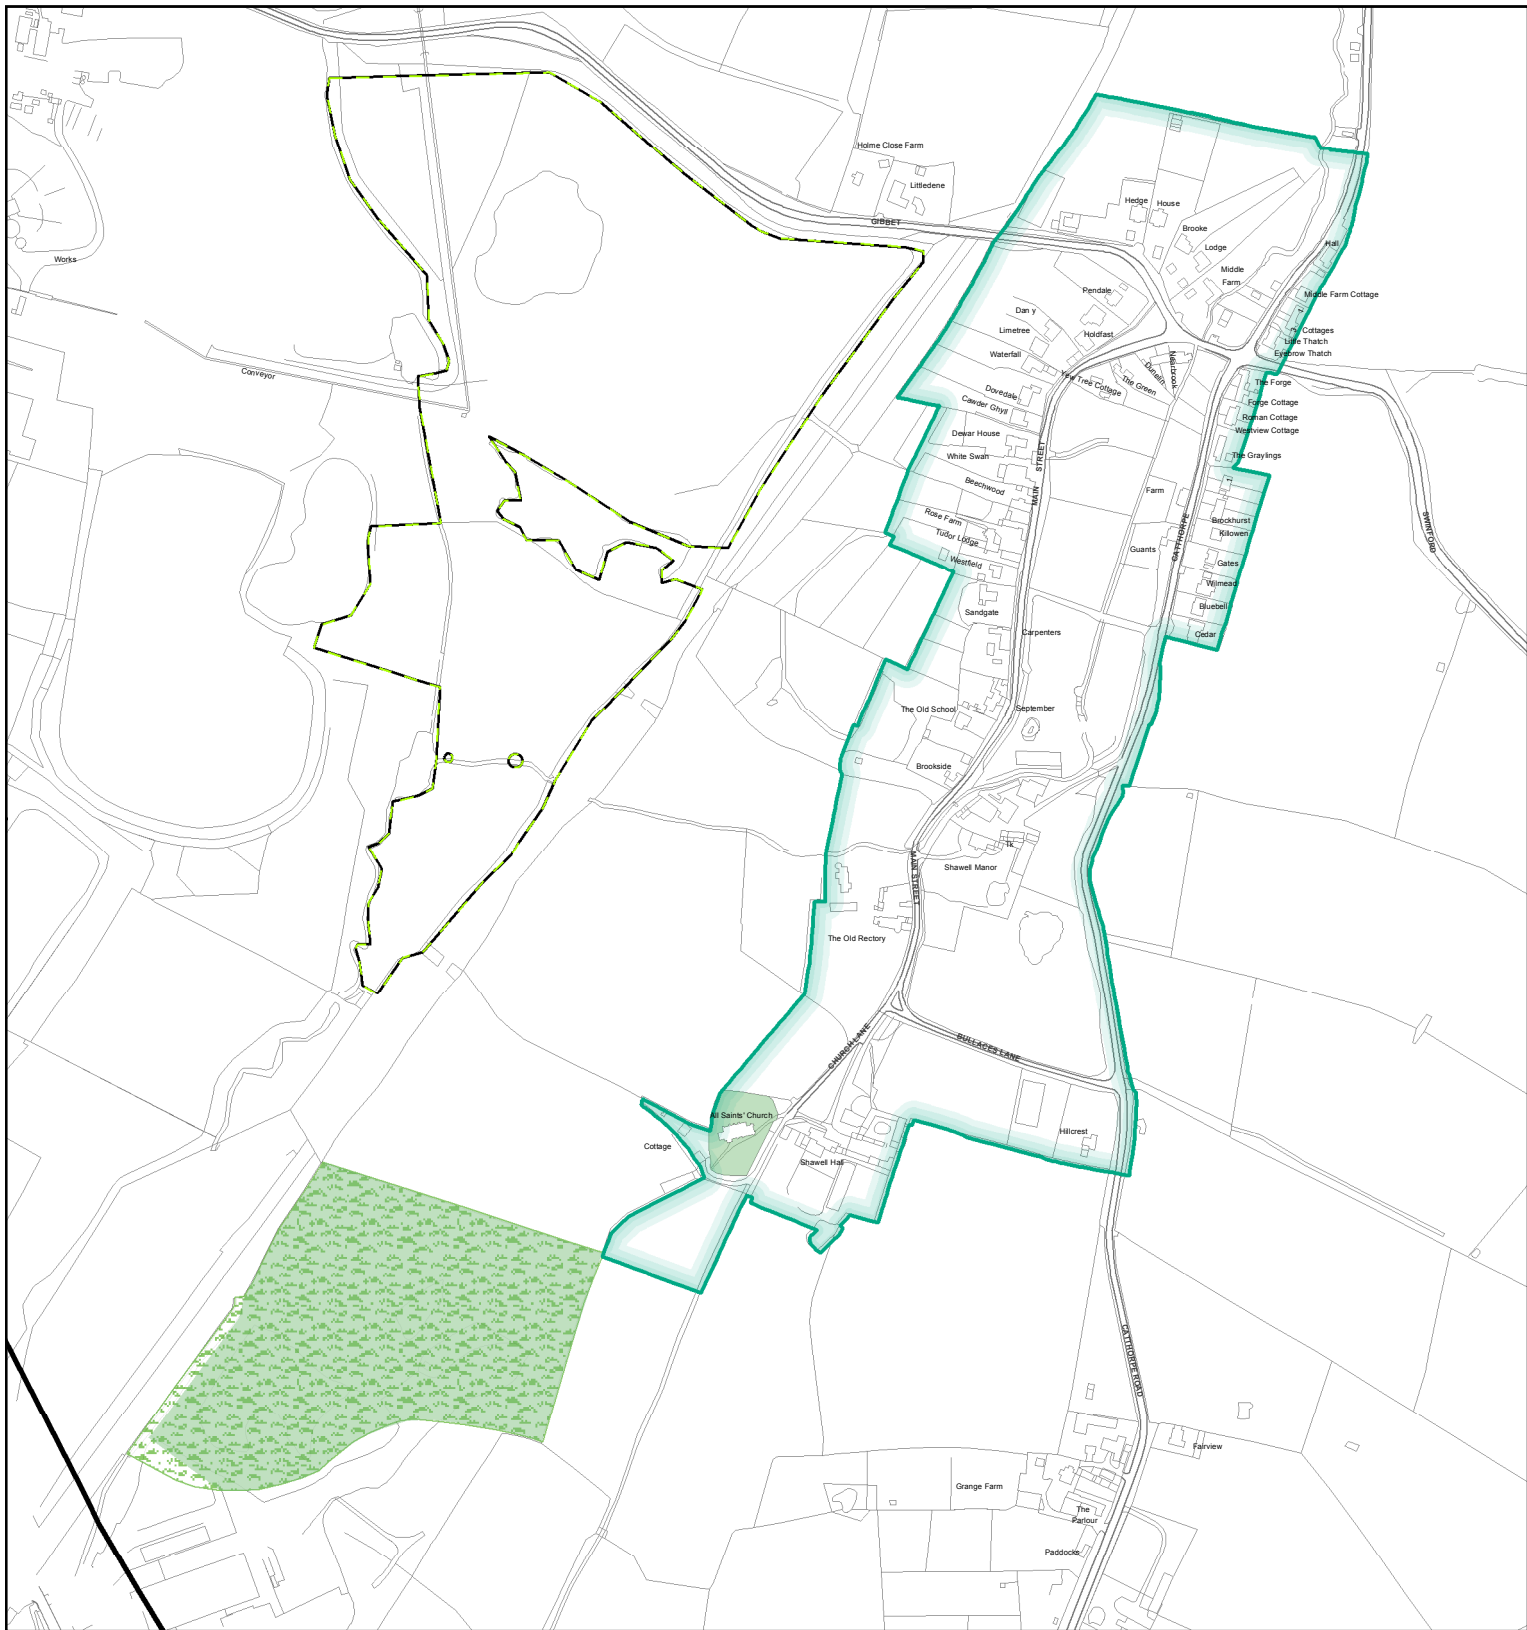 Holme Close Farm
Littledene
Hedge
House
GIBBET
Brooke
Lodge
Hall
Works
Middle
Farm
Pendale
Middle Farm Cottage
Dan y
Limetree
Holdfast
Cottages
Little Thatch
Eyebrow Thatch
Waterfall
Nearbrook
Dunelm
The Green
Yew Tree Cottage
Conveyor
The Forge
Dovedale
Cawder Ghyll
Forge Cottage
Roman Cottage
Westview Cottage
Dewar House
White Swan
MAIN STREET
The Graylings
1
Beechwood
Farm
Rose Farm
Tudor Lodge
Brockhurst
Killowen
CATTHORPE
SWINFORD
Guants
Westfield
Gates
Wilmead
Sandgate
Bluebell
Carpenters
Cedar
The Old School
September
Brookside
Tk
Shawell Manor
MAIN STREET
The Old Rectory
CHURCH LANE
BULLACES LANE
All Saints' Church
Cottage
Hillcrest
Shawell Hall
CATTHORPE ROAD
Fairview
Grange Farm
The
Parlour
Paddocks